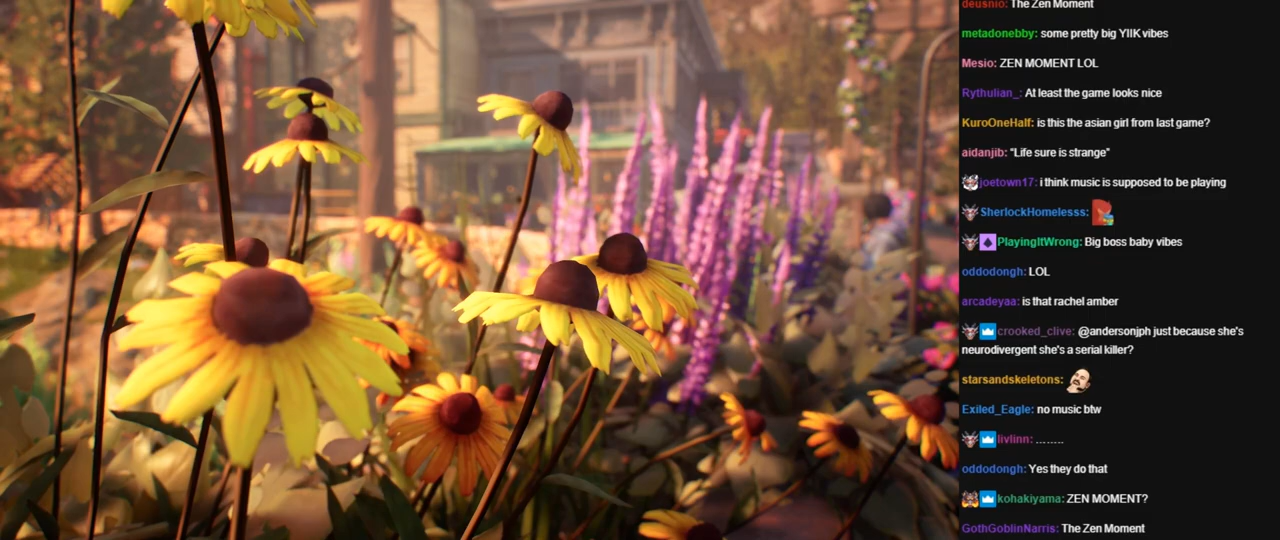 deusnio: The Zen Moment
metadonebby: some pretty big YIIK vibes
Mesio: ZEN MOMENT LOL
Rythulian_: At least the game looks nice
KuroOneHalf: is this the asian girl from last game?
aidanjib: "Life sure is strange"
joetown17: i think music is supposed to be playing
SherlockHomelesss:
PlayingItWrong: Big boss baby vibes
oddodongh: LOL
arcadeyaa: is that rachel amber
crooked_clive: @andersonjph just because she's
neurodivergent she's a serial killer?
starsandskeletons:
Exiled_Eagle: no music btw
livlinn: ........
oddodongh: Yes they do that
kohakiyama: ZEN MOMENT?
GothGoblinNarris: The Zen Moment